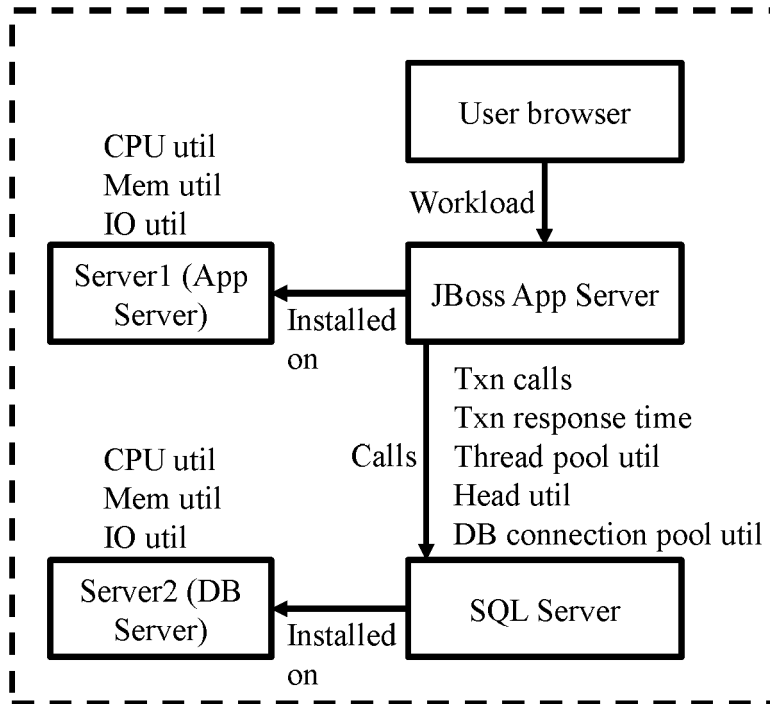 User browser
CPU util
Mem util
IO util
Workload
Server1 (App
Server)
JBoss App Server
Installed
on
Txn calls
Txn response time
Calls
Thread pool util
Head util
DB connection pool util
CPU util
Mem util
IO util
Server2 (DB
Server)
SQL Server
Installed
on